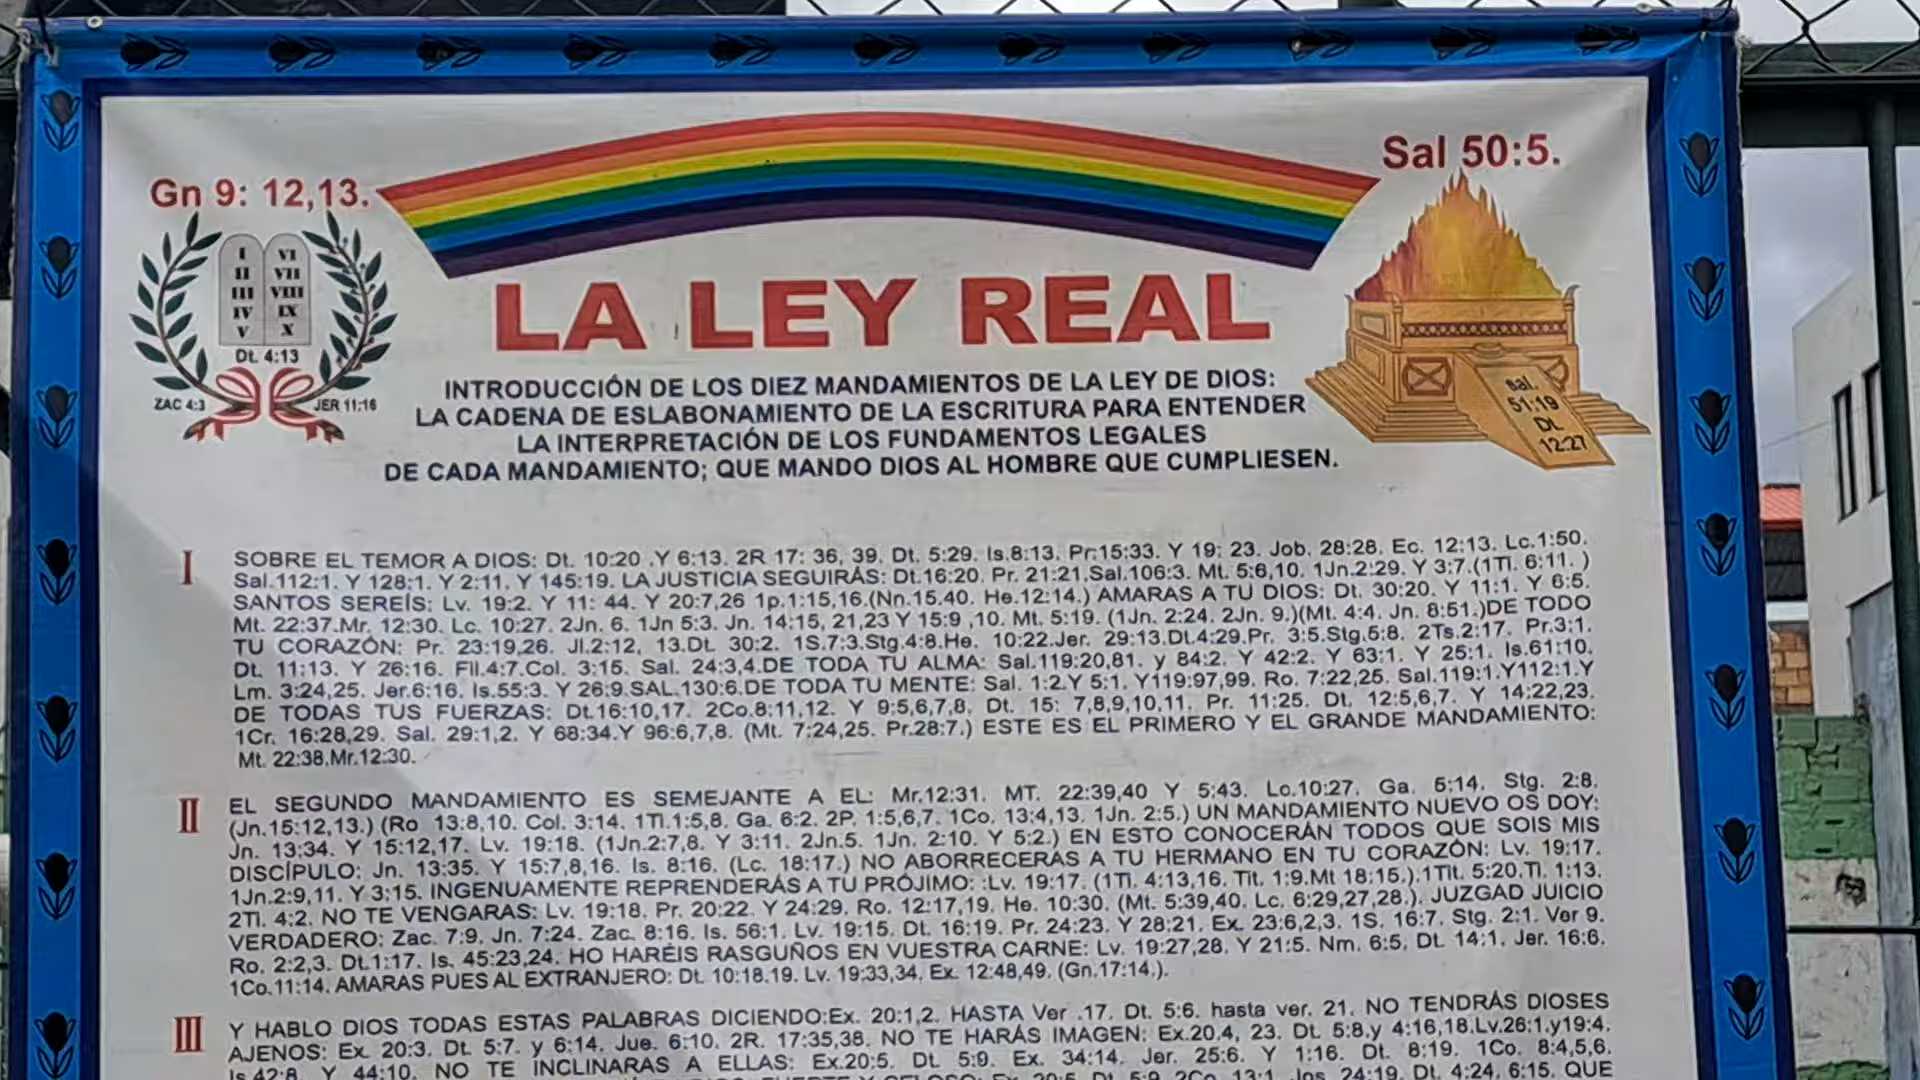 Sal 50:5.
Gn 9: 12,13.
I VI
II VII
III VIII
IV IX
V X
Dt. 4:13
ZAC 4:3
JER 11:16
LA LEY REAL
Sal.
51:19
Dt.
12:27
INTRODUCCIÓN DE LOS DIEZ MANDAMIENTOS DE LA LEY DE DIOS:
LA CADENA DE ESLABONAMIENTO DE LA ESCRITURA PARA ENTENDER
LA INTERPRETACIÓN DE LOS FUNDAMENTOS LEGALES
DE CADA MANDAMIENTO; QUE MANDO DIOS AL HOMBRE QUE CUMPLIESEN.
I SOBRE EL TEMOR A DIOS: Dt. 10:20 .Y 6:13. 2R 17: 36, 39. Dt. 5:29. Is.8:13. Pr.15:33. Y 19: 23. Job. 28:28. Ec. 12:13. Lc.1:50.
Sal.112:1. Y 128:1. Y 2:11. Y 145:19. LA JUSTICIA SEGUIRÁS: Dt.16:20. Pr. 21:21.Sal.106:3. Mt. 5:6,10. 1Jn.2:29. Y 3:7.(1Ti. 6:11. )
SANTOS SEREÍS: Lv. 19:2. Y 11: 44. Y 20:7,26 1p.1:15,16.(Nn.15.40. He.12:14.) AMARAS A TU DIOS: Dt. 30:20. Y 11:1. Y 6:5.
Mt. 22:37.Mr. 12:30. Lc. 10:27. 2Jn. 6. 1Jn 5:3. Jn. 14:15, 21,23 Y 15:9 ,10. Mt. 5:19. (1Jn. 2:24. 2Jn. 9.)(Mt. 4:4. Jn. 8:51.)DE TODO
TU CORAZÓN: Pr. 23:19,26. Jl.2:12, 13.Dt. 30:2. 1S.7:3.Stg.4:8.He. 10:22.Jer. 29:13.Dt.4:29.Pr. 3:5.Stg.5:8. 2Ts.2:17. Pr.3:1.
Dt. 11:13. Y 26:16. Fil.4:7.Col. 3:15. Sal. 24:3,4.DE TODA TU ALMA: Sal.119:20,81. y 84:2. Y 42:2. Y 63:1. Y 25:1. Is.61:10.
Lm. 3:24,25. Jer.6:16. Is.55:3. Y 26:9.SAL.130:6.DE TODA TU MENTE: Sal. 1:2.Y 5:1. Y119:97,99. Ro. 7:22,25. Sal.119:1.Y112:1.Y
DE TODAS TUS FUERZAS: Dt.16:10,17. 2Co.8:11,12. Y 9:5,6,7,8, Dt. 15: 7,8,9,10,11. Pr. 11:25. Dt. 12:5,6,7. Y 14:22,23.
1Cr. 16:28,29. Sal. 29:1,2. Y 68:34.Y 96:6,7,8. (Mt. 7:24,25. Pr.28:7.) ESTE ES EL PRIMERO Y EL GRANDE MANDAMIENTO:
Mt. 22:38,Mr.12:30.
II EL SEGUNDO MANDAMIENTO ES SEMEJANTE A EL: Mr.12:31. MT. 22:39,40 Y 5:43. Lo.10:27. Ga. 5:14. Stg. 2:8.
(Jn.15:12,13.) (Ro 13:8,10. Col. 3:14. 1Ti.1:5,8. Ga. 6:2. 2P. 1:5,6,7. 1Co. 13:4,13. 1Jn. 2:5.) UN MANDAMIENTO NUEVO OS DOY:
Jn. 13:34. Y 15:12,17. Lv. 19:18. (1Jn.2:7,8. Y 3:11. 2Jn.5. 1Jn. 2:10. Y 5:2.) EN ESTO CONOCERÁN TODOS QUE SOIS MIS
DISCÍPULO: Jn. 13:35. Y 15:7,8,16. Is. 8:16. (Lc. 18:17.) NO ABORRECERAS A TU HERMANO EN TU CORAZÓN: Lv. 19:17.
1Jn.2:9,11. Y 3:15. INGENUAMENTE REPRENDERÁS A TU PRÓJIMO: :Lv. 19:17. (1Ti. 4:13,16. Tit. 1:9.Mt 18:15.).1Tit. 5:20.Ti. 1:13.
2Ti. 4:2. NO TE VENGARAS: Lv. 19:18. Pr. 20:22. Y 24:29. Ro. 12:17,19. He. 10:30. (Mt. 5:39,40. Lc. 6:29,27,28.). JUZGAD JUICIO
VERDADERO: Zac. 7:9. Jn. 7:24. Zac. 8:16. Is. 56:1. Lv. 19:15. Dt. 16:19. Pr. 24:23. Y 28:21. Ex. 23:6,2,3. 1S. 16:7. Stg. 2:1. Ver 9.
Ro. 2:2,3. Dt.1:17. Is. 45:23,24. HO HARÉIS RASGUÑOS EN VUESTRA CARNE: Lv. 19:27,28. Y 21:5. Nm. 6:5. Dt. 14:1. Jer. 16:6.
1Co.11:14. AMARAS PUES AL EXTRANJERO: Dt. 10:18.19. Lv. 19:33,34. Ex. 12:48,49. (Gn.17:14.).
III Y HABLO DIOS TODAS ESTAS PALABRAS DICIENDO:Ex. 20:1,2. HASTA Ver .17. Dt. 5:6. hasta ver. 21. NO TENDRÁS DIOSES
AJENOS: Ex. 20:3. Dt. 5:7. y 6:14. Jue. 6:10. 2R. 17:35,38. NO TE HARÁS IMAGEN: Ex.20.4, 23. Dt. 5:8.y 4:16,18.Lv.26:1.y19:4.
Is.42:8. Y 44:10. NO TE INCLINARAS A ELLAS: Ex.20:5. Dt. 5:9. Ex. 34:14. Jer. 25:6. Y 1:16. Dt. 8:19. 1Co. 8:4,5,6.
Ex. 20:5. Dt. 5:9. 2Co. 13:1. Jos. 24:19. Dt. 4:24. 6:15. QUE